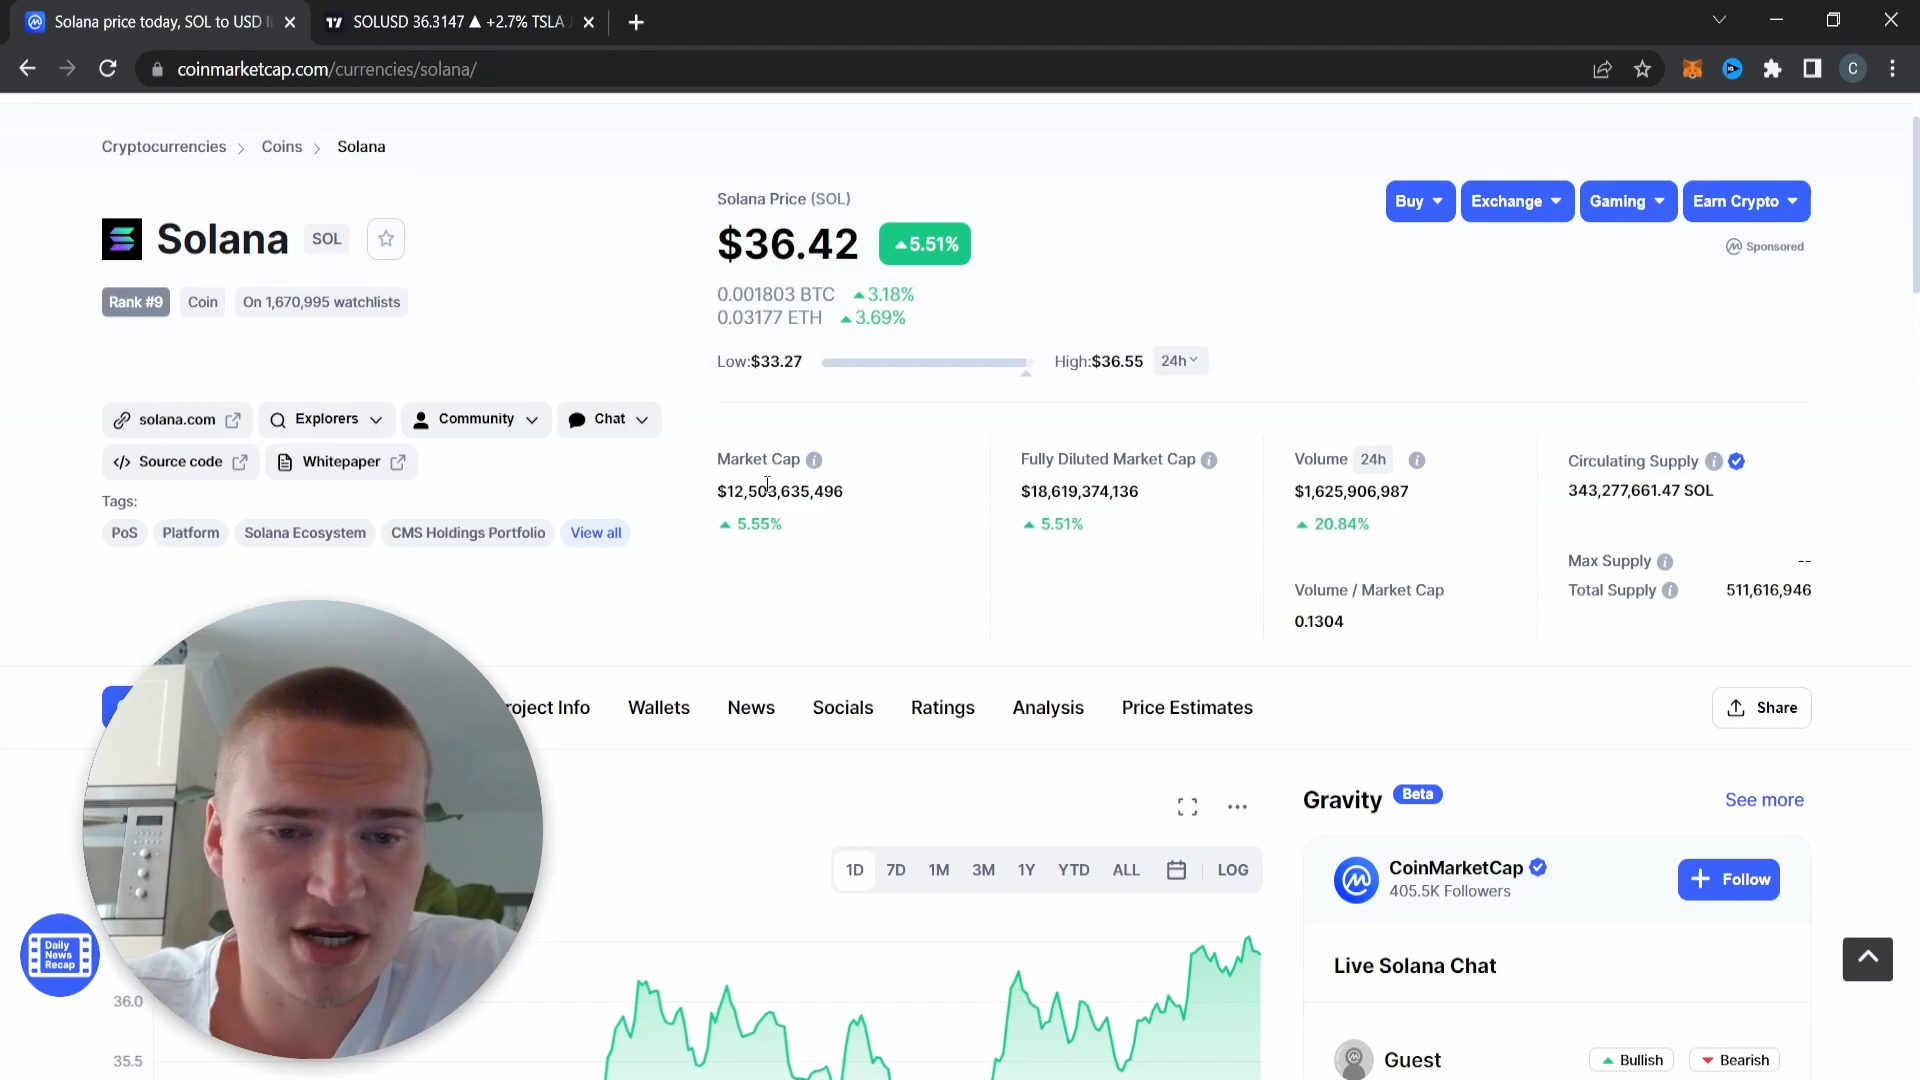 Solana price today, SOL to USD li
SOLUSD 36.3147 ▲ +2.7% TSLA
coinmarketcap.com/currencies/solana/
C
Cryptocurrencies > Coins > Solana
Solana SOL
Rank #9 Coin On 1,670,995 watchlists
Solana Price (SOL)
$36.42 5.51%
0.001803 BTC 3.18%
0.03177 ETH 3.69%
Low:$33.27 High:$36.55 24h
Buy Exchange Gaming Earn Crypto
Sponsored
solana.com Explorers Community Chat
Source code Whitepaper
Tags:
PoS Platform Solana Ecosystem CMS Holdings Portfolio View all
Market Cap
$12,503,635,496
5.55%
Fully Diluted Market Cap
$18,619,374,136
5.51%
Volume 24h
$1,625,906,987
20.84%
Volume / Market Cap
0.1304
Circulating Supply
343,277,661.47 SOL
Max Supply --
Total Supply 511,616,946
roject Info Wallets News Socials Ratings Analysis Price Estimates
Share
1D 7D 1M 3M 1Y YTD ALL LOG
36.0
35.5
Daily
News
Recap
Gravity Beta See more
CoinMarketCap
405.5K Followers
+ Follow
Live Solana Chat
Guest Bullish Bearish